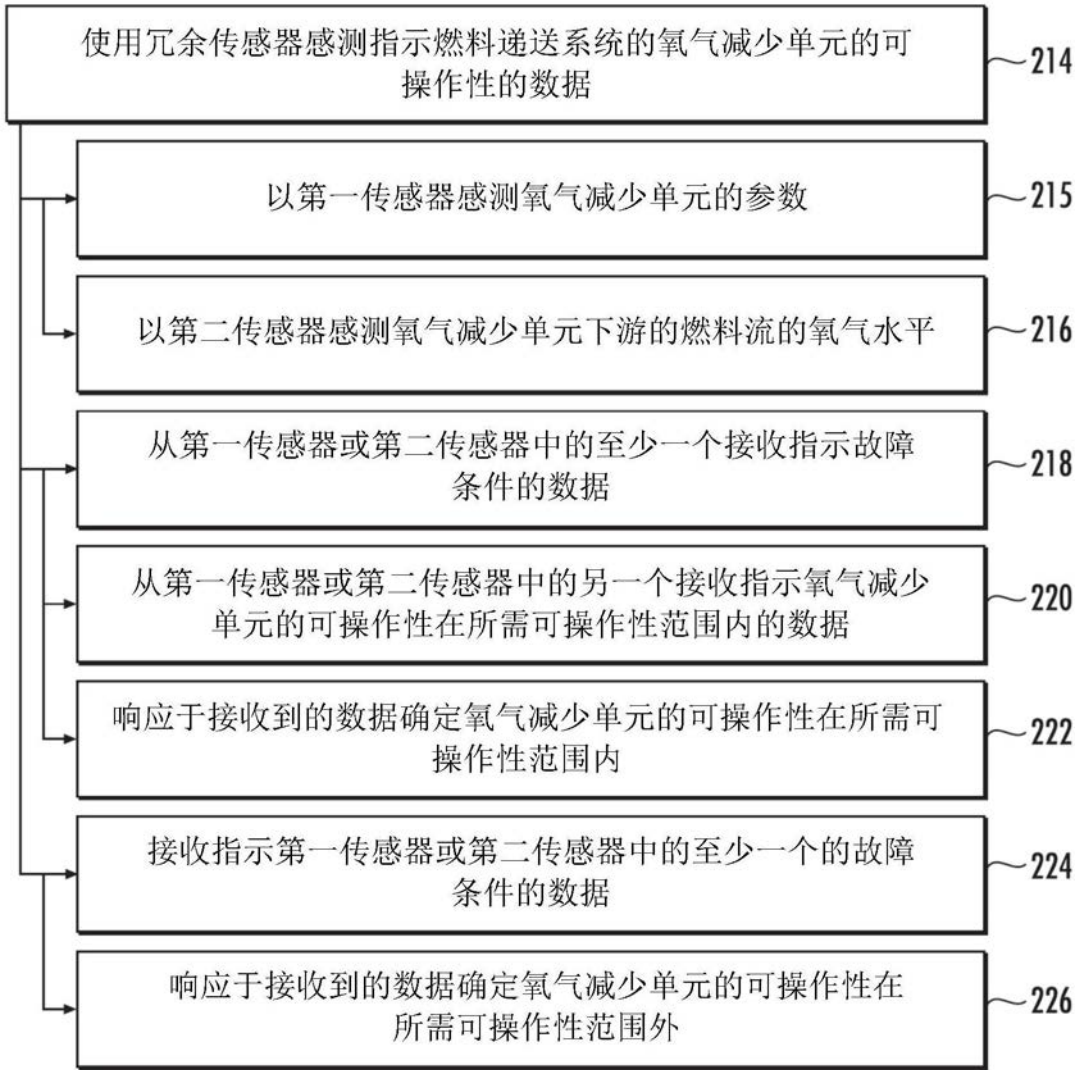 使用冗余传感器感测指示燃料递送系统的氧气减少单元的可
操作性的数据
214
以第一传感器感测氧气减少单元的参数
215
以第二传感器感测氧气减少单元下游的燃料流的氧气水平
216
从第一传感器或第二传感器中的至少一个接收指示故障
条件的数据
218
从第一传感器或第二传感器中的另一个接收指示氧气减少
单元的可操作性在所需可操作性范围内的数据
220
响应于接收到的数据确定氧气减少单元的可操作性在所需可
操作性范围内
222
接收指示第一传感器或第二传感器中的至少一个的故障
条件的数据
224
响应于接收到的数据确定氧气减少单元的可操作性在
所需可操作性范围外
226